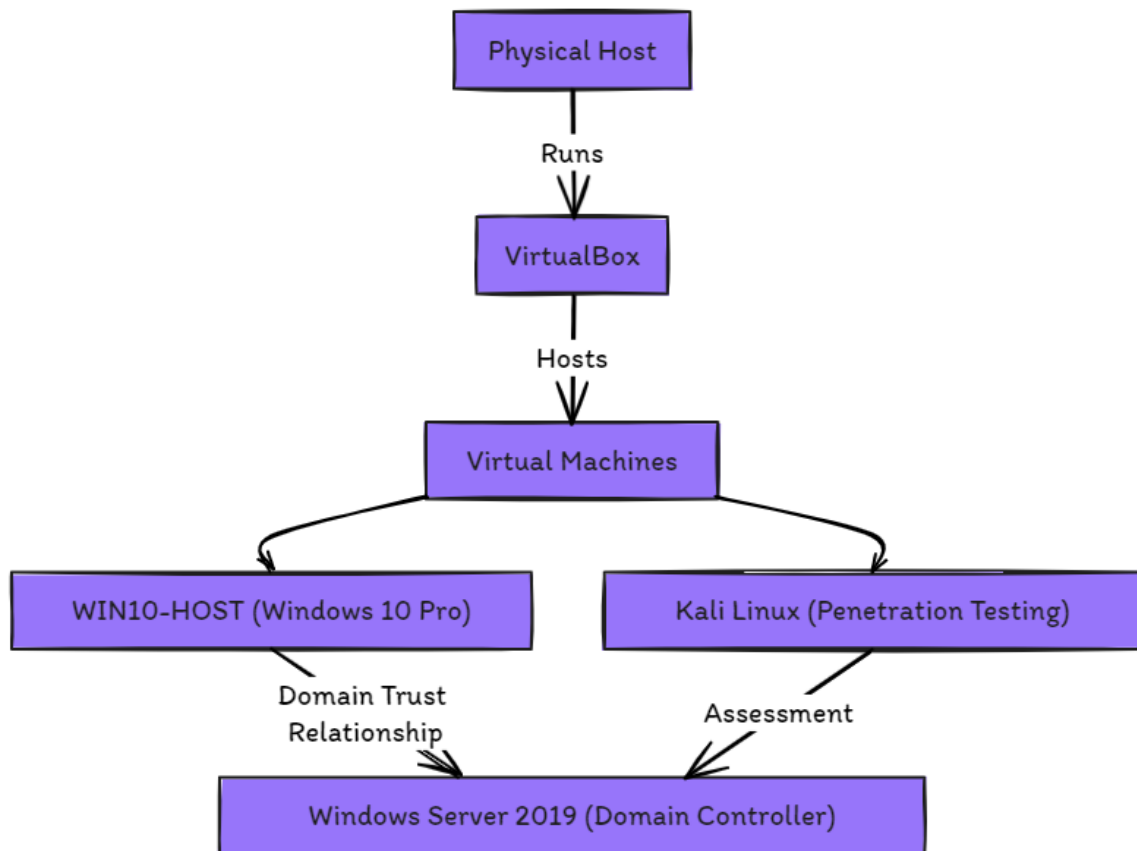 Physical Host
Runs
VirtualBox
Hosts
Virtual Machines
WIN10-HOST (Windows 10 Pro)
Kali Linux (Penetration Testing)
Domain Trust
Relationship
Assessment
Windows Server 2019 (Domain Controller)